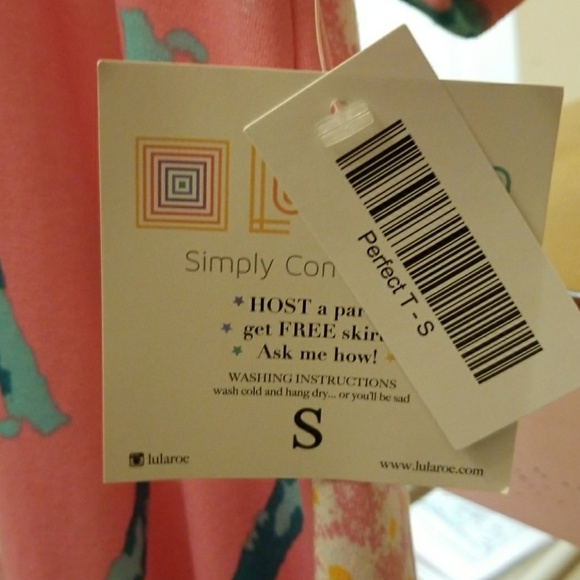 Simply Con
HOST a par
get FREE skir
Ask me how!
WASHING INSTRUCTIONS
wash cold and hang dry... or you'll be sad
S
lularoe
www.lularoe.com
Perfect T - S